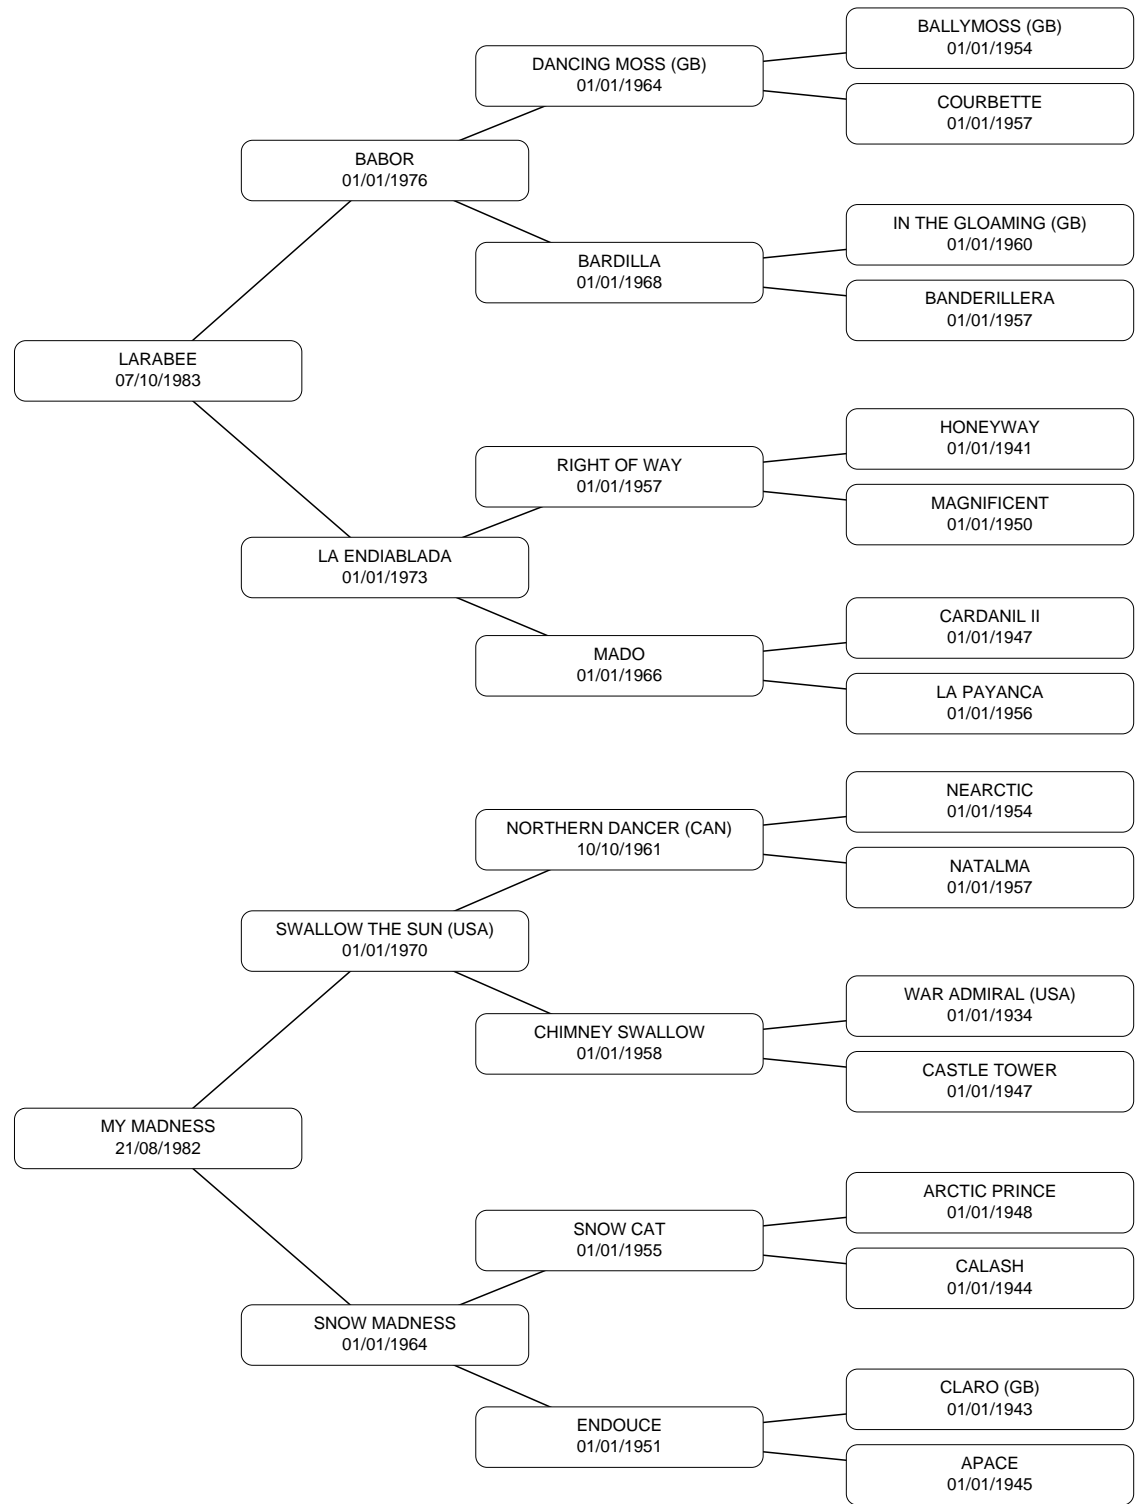 BALLYMOSS (GB)
01/01/1954
DANCING MOSS (GB)
01/01/1964
COURBETTE
01/01/1957
BABOR
01/01/1976
IN THE GLOAMING (GB)
01/01/1960
BARDILLA
01/01/1968
BANDERILLERA
01/01/1957
LARABEE
07/10/1983
HONEYWAY
01/01/1941
RIGHT OF WAY
01/01/1957
MAGNIFICENT
01/01/1950
LA ENDIABLADA
01/01/1973
CARDANIL II
01/01/1947
MADO
01/01/1966
LA PAYANCA
01/01/1956
NEARCTIC
01/01/1954
NORTHERN DANCER (CAN)
10/10/1961
NATALMA
01/01/1957
SWALLOW THE SUN (USA)
01/01/1970
WAR ADMIRAL (USA)
01/01/1934
CHIMNEY SWALLOW
01/01/1958
CASTLE TOWER
01/01/1947
MY MADNESS
21/08/1982
ARCTIC PRINCE
01/01/1948
SNOW CAT
01/01/1955
CALASH
01/01/1944
SNOW MADNESS
01/01/1964
CLARO (GB)
01/01/1943
ENDOUCE
01/01/1951
APACE
01/01/1945